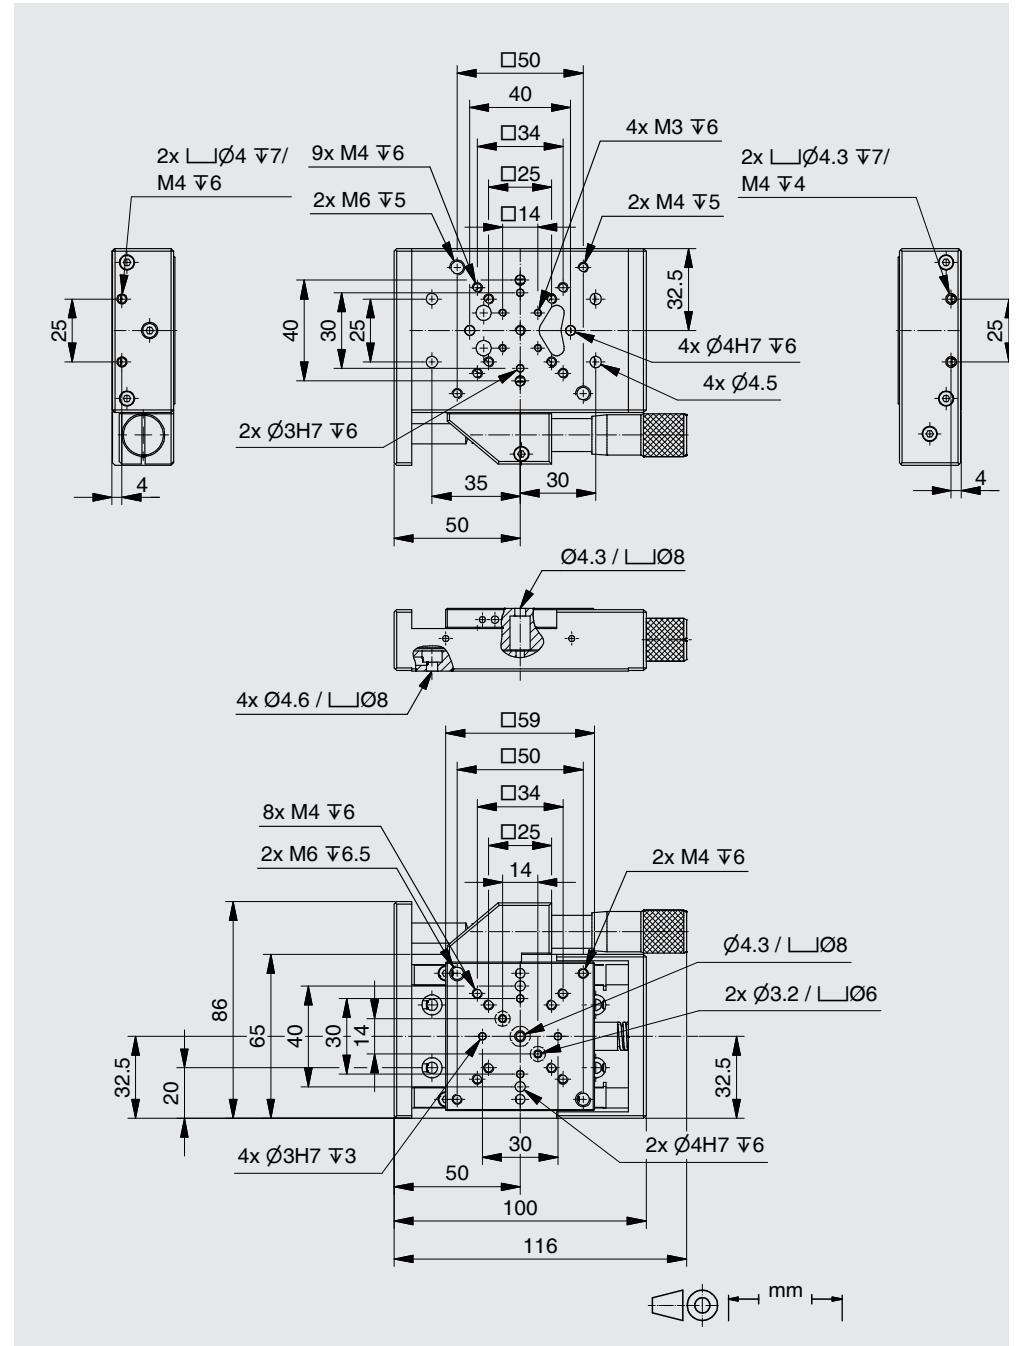 □50
40
4x M3 ↧6
□34
2x ⌴Ø4 ↧7/
M4 ↧6
9x M4 ↧6
2x ⌴Ø4.3 ↧7/
M4 ↧4
□25
2x M6 ↧5
□14
2x M4 ↧5
32.5
25
40
30
25
25
4x Ø4H7 ↧6
4x Ø4.5
2x Ø3H7 ↧6
4
35
30
4
50
Ø4.3 / ⌴Ø8
4x Ø4.6 / ⌴Ø8
□59
□50
□34
8x M4 ↧6
□25
2x M6 ↧6.5
14
2x M4 ↧6
Ø4.3 / ⌴Ø8
2x Ø3.2 / ⌴Ø6
86
65
40
30
14
32.5
20
32.5
4x Ø3H7 ↧3
30
2x Ø4H7 ↧6
50
100
116
mm